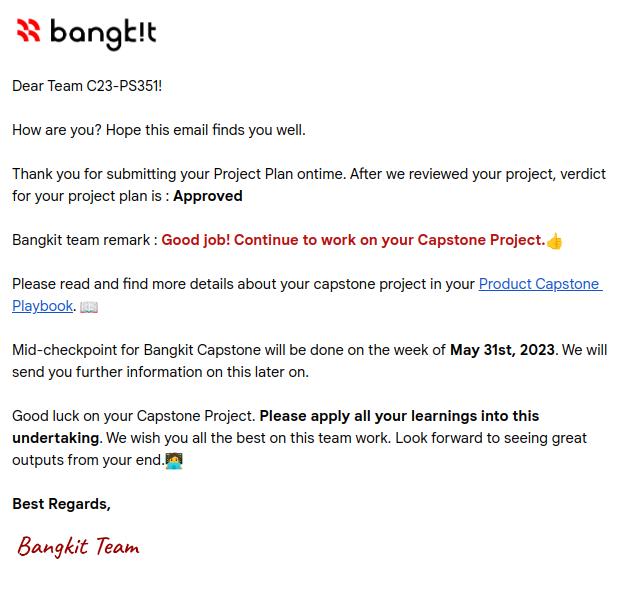 bangk!t
Dear Team C23-PS351!
How are you? Hope this email finds you well.
Thank you for submitting your Project Plan ontime. After we reviewed your project, verdict
for your project plan is : Approved
Bangkit team remark : Good job! Continue to work on your Capstone Project.👍
Please read and find more details about your capstone project in your Product Capstone
Playbook. 📖
Mid-checkpoint for Bangkit Capstone will be done on the week of May 31st, 2023. We will
send you further information on this later on.
Good luck on your Capstone Project. Please apply all your learnings into this
undertaking. We wish you all the best on this team work. Look forward to seeing great
outputs from your end.🧑‍💻
Best Regards,
Bangkit Team